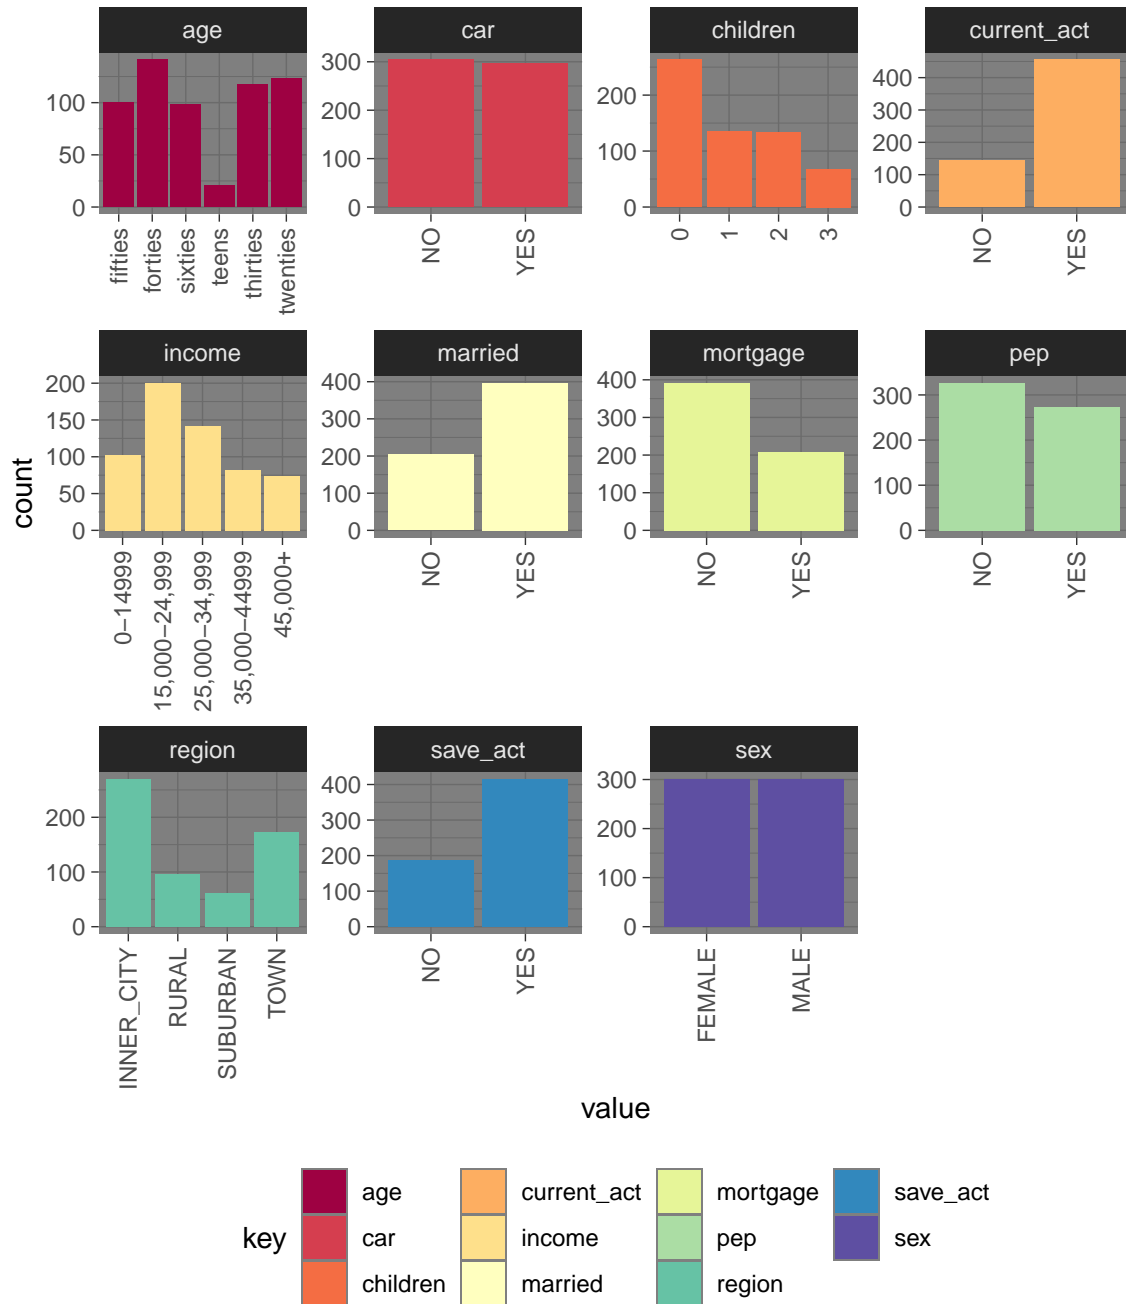 age
car
children
current_act
100
50
0
fifties
forties
sixties
teens
thirties
twenties
300
200
100
0
NO
YES
200
100
0
0
1
2
3
400
300
200
100
0
NO
YES
income
married
mortgage
pep
count
200
150
100
50
0
0−14999
15,000−24,999
25,000−34,999
35,000−44999
45,000+
400
300
200
100
0
NO
YES
400
300
200
100
0
NO
YES
300
200
100
0
NO
YES
region
save_act
sex
200
100
0
INNER_CITY
RURAL
SUBURBAN
TOWN
400
300
200
100
0
NO
YES
300
200
100
0
FEMALE
MALE
value
key
age
car
children
current_act
income
married
mortgage
pep
region
save_act
sex